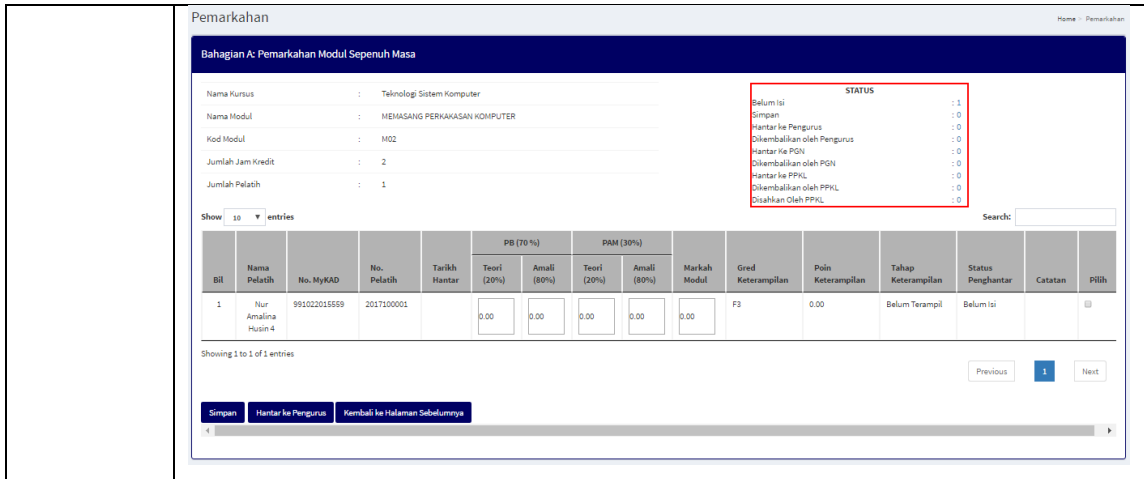 Pemarkahan
Home > Pemarkahan
Bahagian A: Pemarkahan Modul Sepenuh Masa
Nama Kursus : Teknologi Sistem Komputer
Nama Modul : MEMASANG PERKAKASAN KOMPUTER
Kod Modul : M02
Jumlah Jam Kredit : 2
Jumlah Pelatih : 1
STATUS
Belum Isi : 1
Simpan : 0
Hantar ke Pengurus : 0
Dikembalikan oleh Pengurus : 0
Hantar Ke PGN : 0
Dikembalikan oleh PGN : 0
Hantar ke PPKL : 0
Dikembalikan oleh PPKL : 0
Disahkan Oleh PPKL : 0
Show 10 entries
Search:
PB (70 %) PAM (30%)
Bil Nama Pelatih No. MyKAD No. Pelatih Tarikh Hantar Teori (20%) Amali (80%) Teori (20%) Amali (80%) Markah Modul Gred Keterampilan Poin Keterampilan Tahap Keterampilan Status Penghantar Catatan Pilih
1 Nur Amalina Husin 4 991022015559 2017100001 0.00 0.00 0.00 0.00 0.00 F3 0.00 Belum Terampil Belum Isi
Showing 1 to 1 of 1 entries
Previous 1 Next
Simpan Hantar ke Pengurus Kembali ke Halaman Sebelumnya